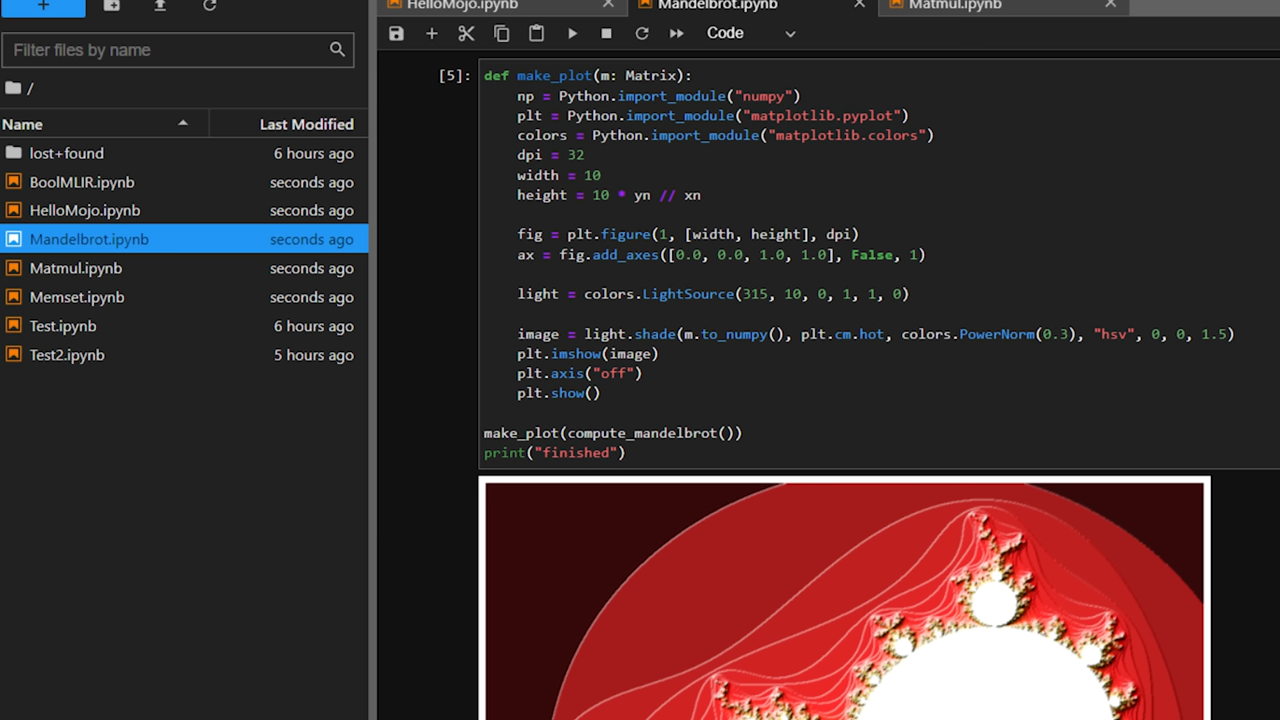 HelloMojo.ipynb
Mandelbrot.ipynb
Matmul.ipynb
Filter files by name
Code
/
Name Last Modified
lost+found 6 hours ago
BoolMLIR.ipynb seconds ago
HelloMojo.ipynb seconds ago
Mandelbrot.ipynb seconds ago
Matmul.ipynb seconds ago
Memset.ipynb seconds ago
Test.ipynb 6 hours ago
Test2.ipynb 5 hours ago
[5]:
def make_plot(m: Matrix):
    np = Python.import_module("numpy")
    plt = Python.import_module("matplotlib.pyplot")
    colors = Python.import_module("matplotlib.colors")
    dpi = 32
    width = 10
    height = 10 * yn // xn
    fig = plt.figure(1, [width, height], dpi)
    ax = fig.add_axes([0.0, 0.0, 1.0, 1.0], False, 1)
    light = colors.LightSource(315, 10, 0, 1, 1, 0)
    image = light.shade(m.to_numpy(), plt.cm.hot, colors.PowerNorm(0.3), "hsv", 0, 0, 1.5)
    plt.imshow(image)
    plt.axis("off")
    plt.show()
make_plot(compute_mandelbrot())
print("finished")